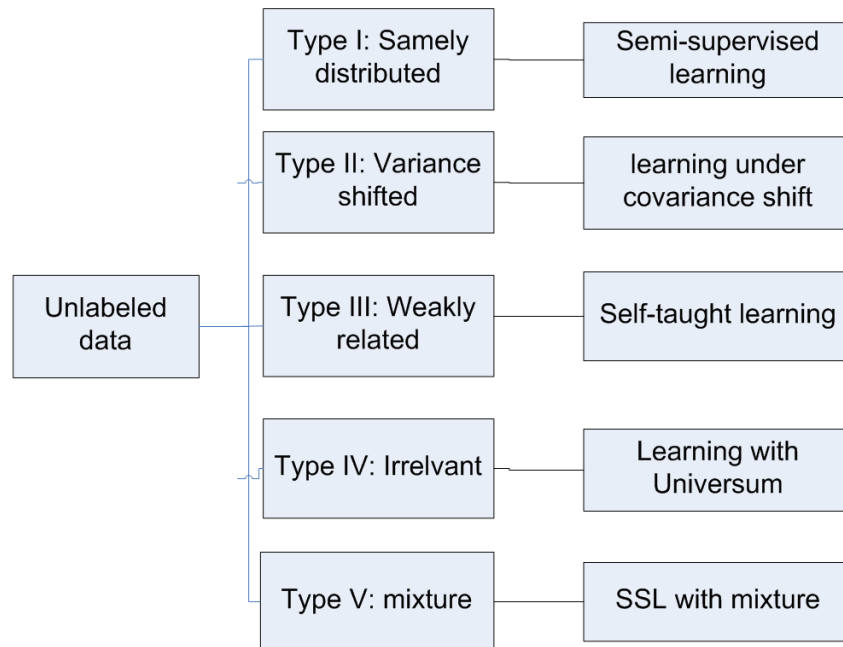 Type I: Samely
distributed
Semi-supervised
learning
Type II: Variance
shifted
learning under
covariance shift
Unlabeled
data
Type III: Weakly
related
Self-taught learning
Type IV: Irrelvant
Learning with
Universum
Type V: mixture
SSL with mixture